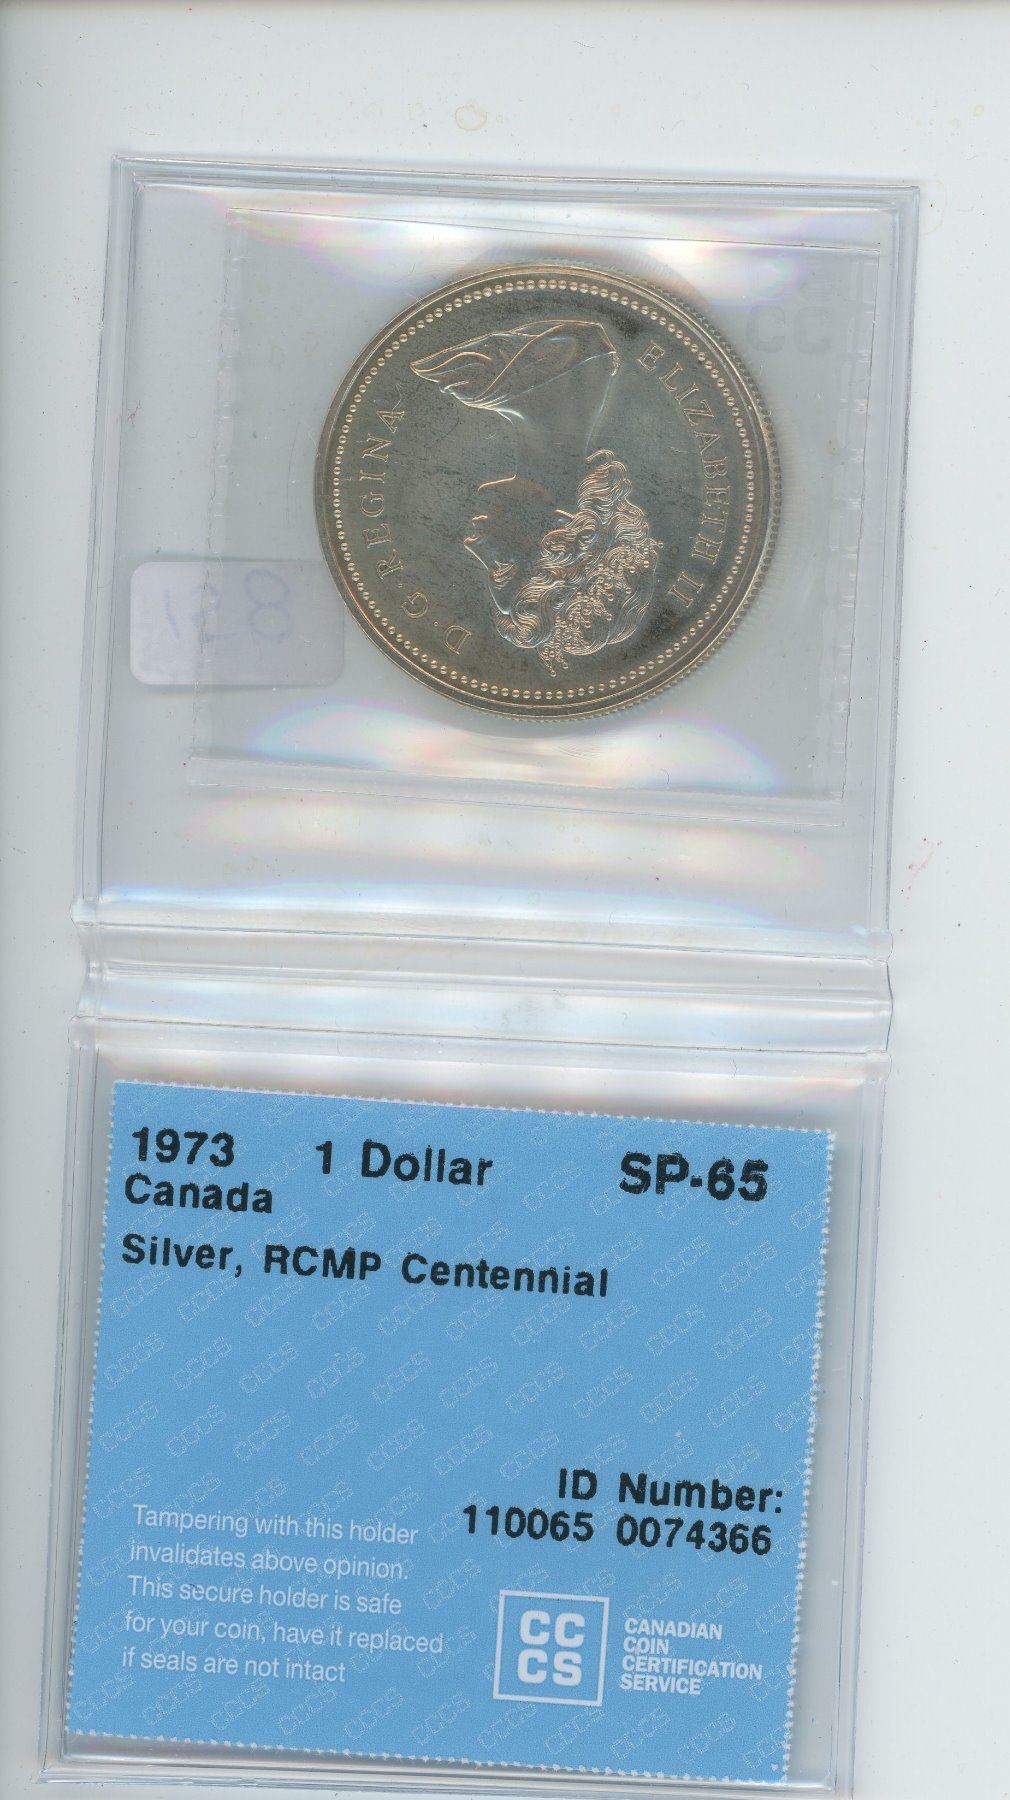 ELIZABETH II
D·G·REGINA
1973 1 Dollar SP-65
Canada
Silver, RCMP Centennial
ID Number:
110065 0074366
Tampering with this holder
invalidates above opinion.
This secure holder is safe
for your coin, have it replaced
if seals are not intact
CC
CS
CANADIAN
COIN
CERTIFICATION
SERVICE